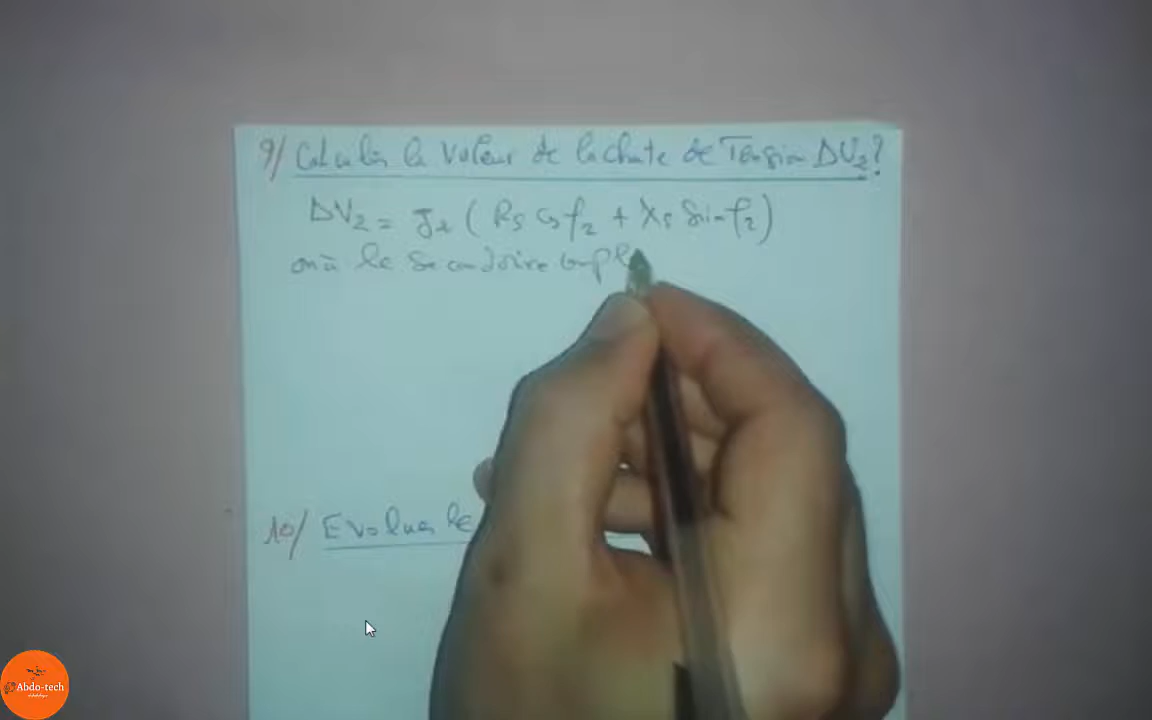 9/ Calculer la valeur de la chute de Tension ΔV₂?
ΔV₂ = I₂ ( Rs cos φ₂ + Xs sin φ₂ )
on a le secondaire coupl
10/ Evaluer le
Abdo-tech